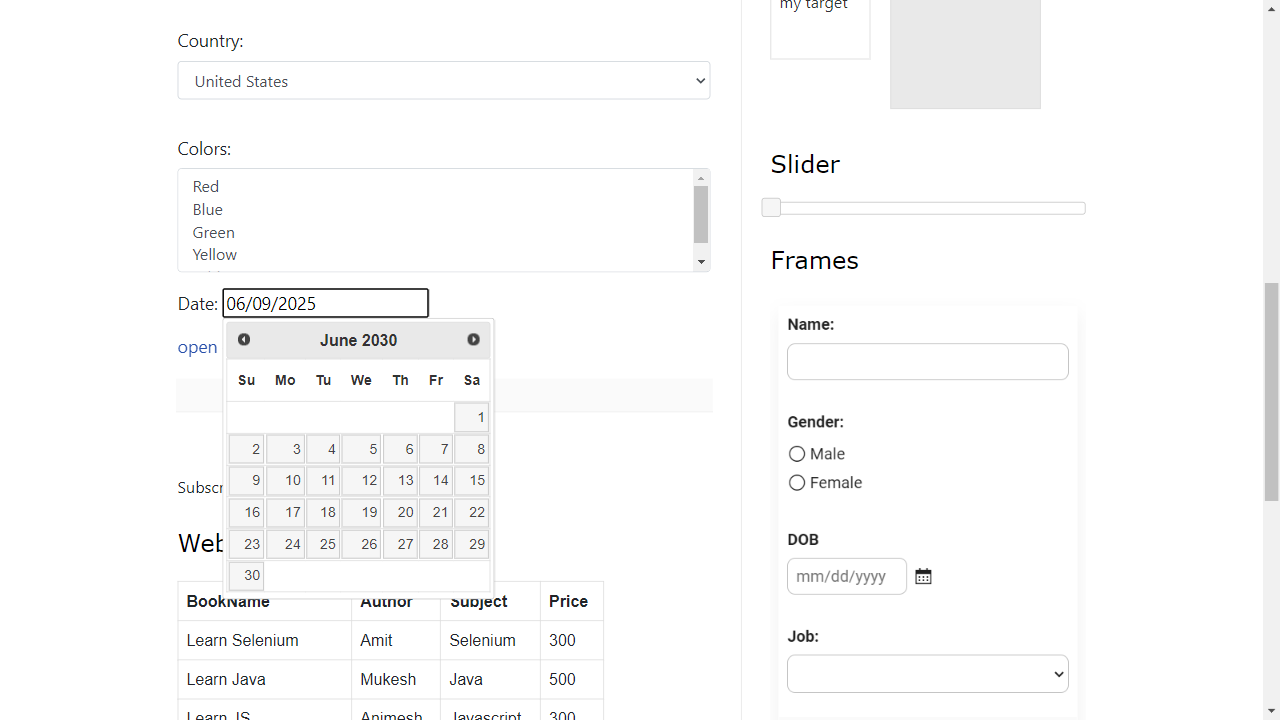 Country:
United States
Colors:
Red
Blue
Green
Yellow
Date: 06/09/2025
open
June 2030
Su Mo Tu We Th Fr Sa
1
2 3 4 5 6 7 8
9 10 11 12 13 14 15
16 17 18 19 20 21 22
23 24 25 26 27 28 29
30
Subscr
Web
BookName Author Subject Price
Learn Selenium Amit Selenium 300
Learn Java Mukesh Java 500
Learn JS Animesh Javascript 300
my target
Slider
Frames
Name:
Gender:
Male
Female
DOB
mm/dd/yyyy
Job: